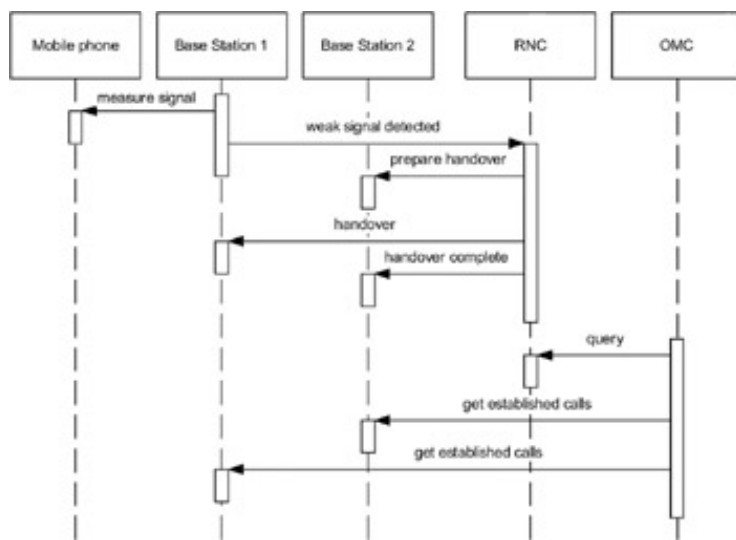 Mobile phone
Base Station 1
Base Station 2
RNC
OMC
measure signal
weak signal detected
prepare handover
handover
handover complete
query
get established calls
get established calls